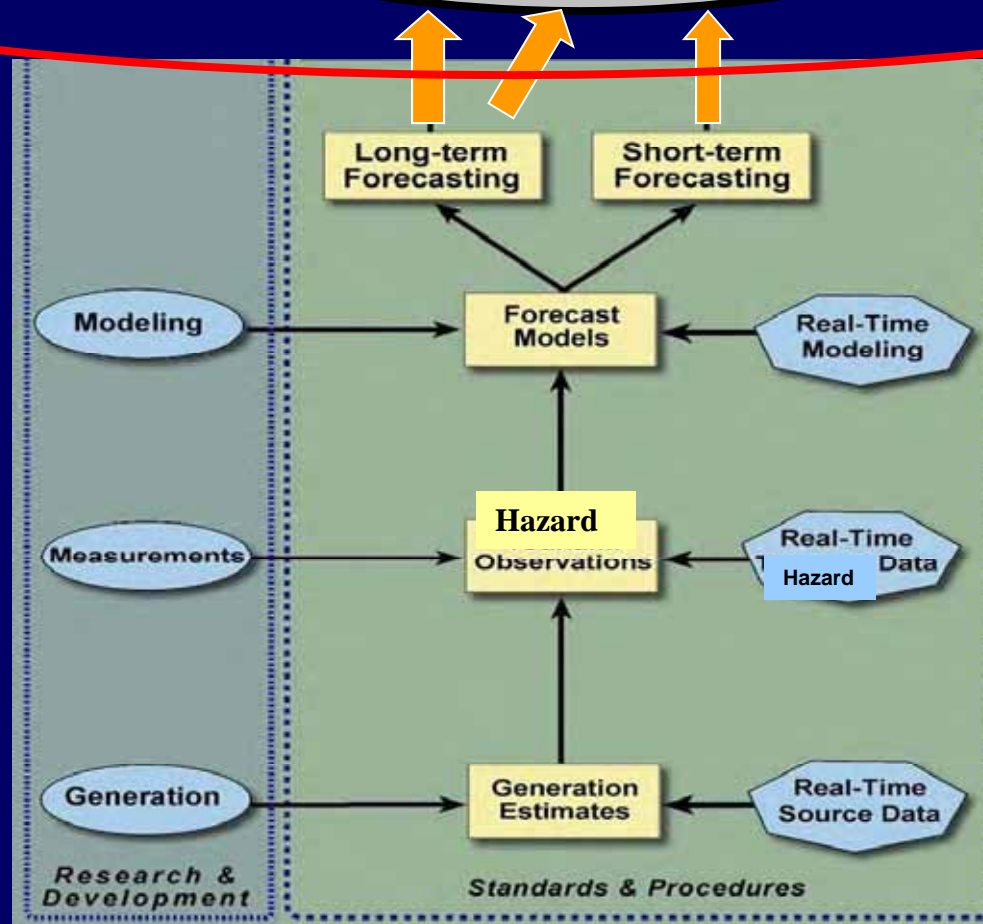 Long-term
Forecasting
Short-term
Forecasting
Modeling
Forecast
Models
Real-Time
Modeling
Measurements
Hazard
Observations
Real-Time
Hazard Data
Generation
Generation
Estimates
Real-Time
Source Data
Research &
Development
Standards & Procedures